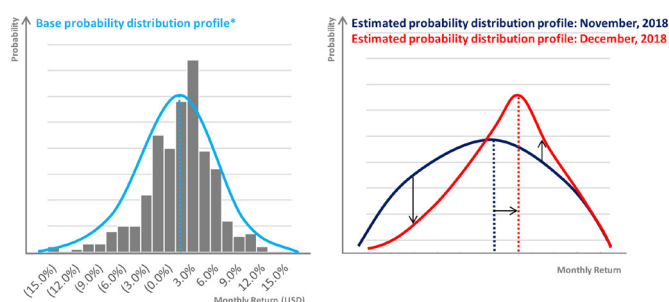 Probability
Base probability distribution profile*
(15.0%)
(12.0%)
(9.0%)
(6.0%)
(3.0%)
(0.0%)
3.0%
6.0%
9.0%
12.0%
15.0%
Monthly Return (USD)
Probability
Estimated probability distribution profile: November, 2018
Estimated probability distribution profile: December, 2018
Monthly Return